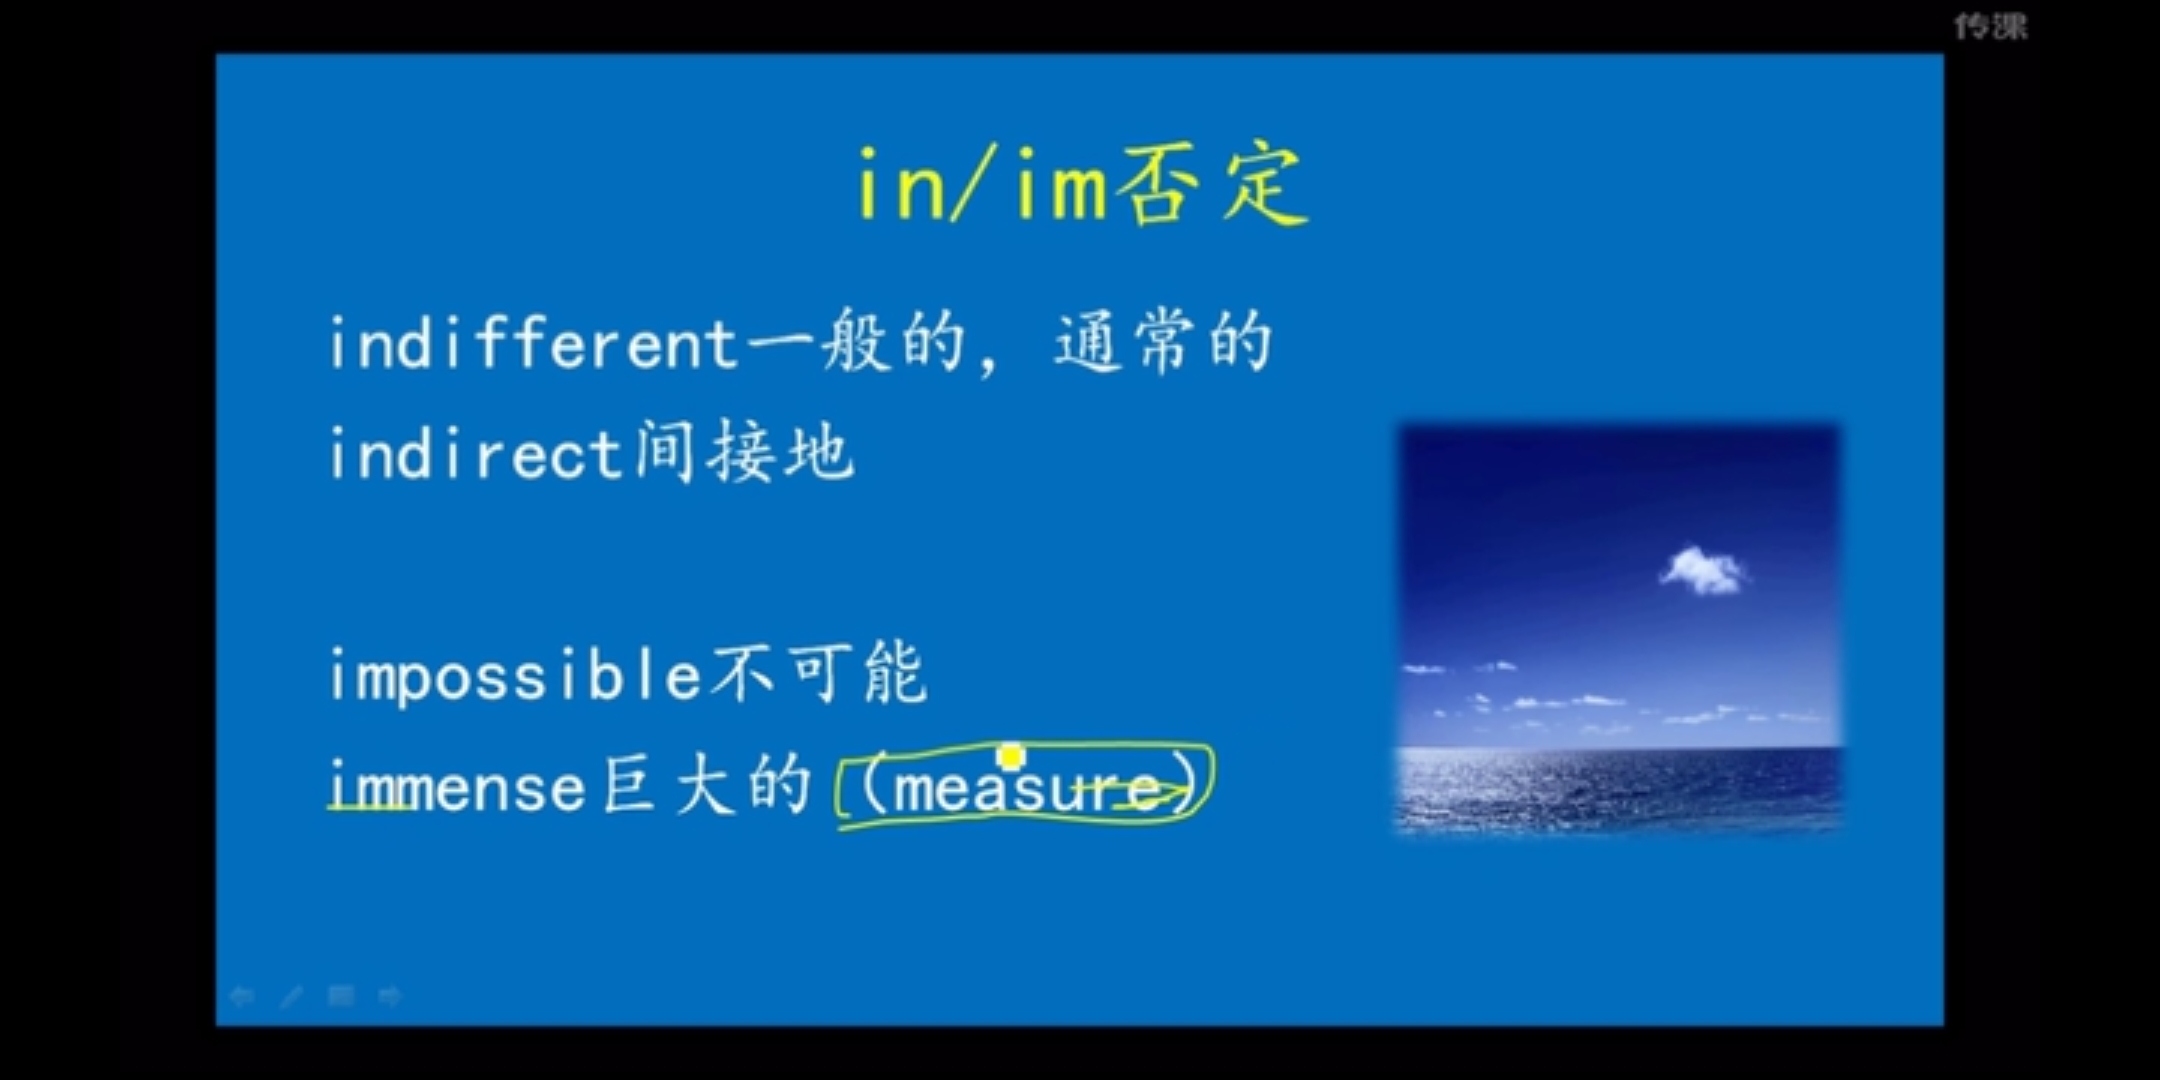 传课
in/im否定
indifferent一般的，通常的
indirect间接地
impossible不可能
immense巨大的（measure）